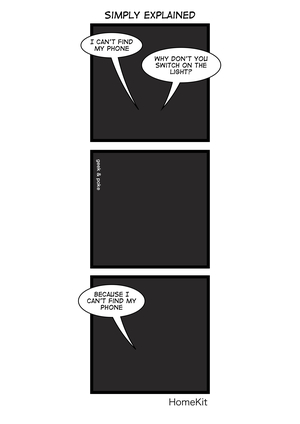 SIMPLY EXPLAINED
I CAN'T FIND
MY PHONE
WHY DON'T YOU
SWITCH ON THE
LIGHT?
geek & poke
BECAUSE I
CAN'T FIND MY
PHONE
HomeKit